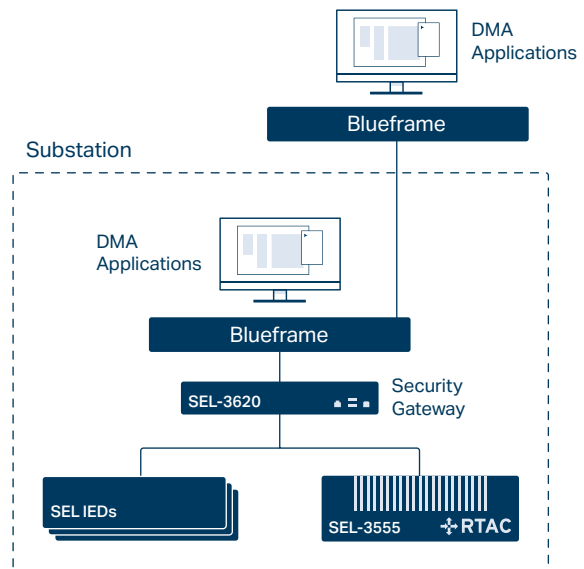 DMA
Applications
Blueframe
Substation
DMA
Applications
Blueframe
SEL-3620
Security
Gateway
SEL IEDs
SEL-3555
RTAC